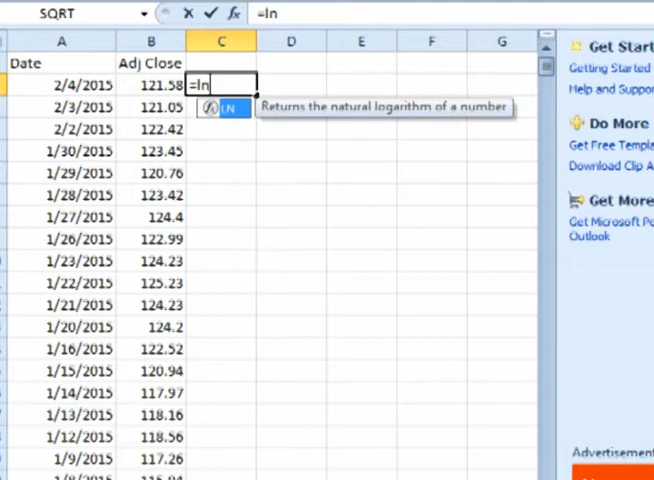 SQRT =ln
A B C D E F G
Date Adj Close
2/4/2015 121.58 =ln
2/3/2015 121.05
LN Returns the natural logarithm of a number
2/2/2015 122.42
1/30/2015 123.45
1/29/2015 120.76
1/28/2015 123.42
1/27/2015 124.4
1/26/2015 122.99
1/23/2015 124.23
1/22/2015 125.23
1/21/2015 124.23
1/20/2015 124.2
1/16/2015 122.52
1/15/2015 120.94
1/14/2015 117.97
1/13/2015 118.16
1/12/2015 118.56
1/9/2015 117.26
Get Start
Getting Started
Help and Suppor
Do More
Get Free Templa
Download Clip A
Get More
Get Microsoft Po
Outlook
Advertisement